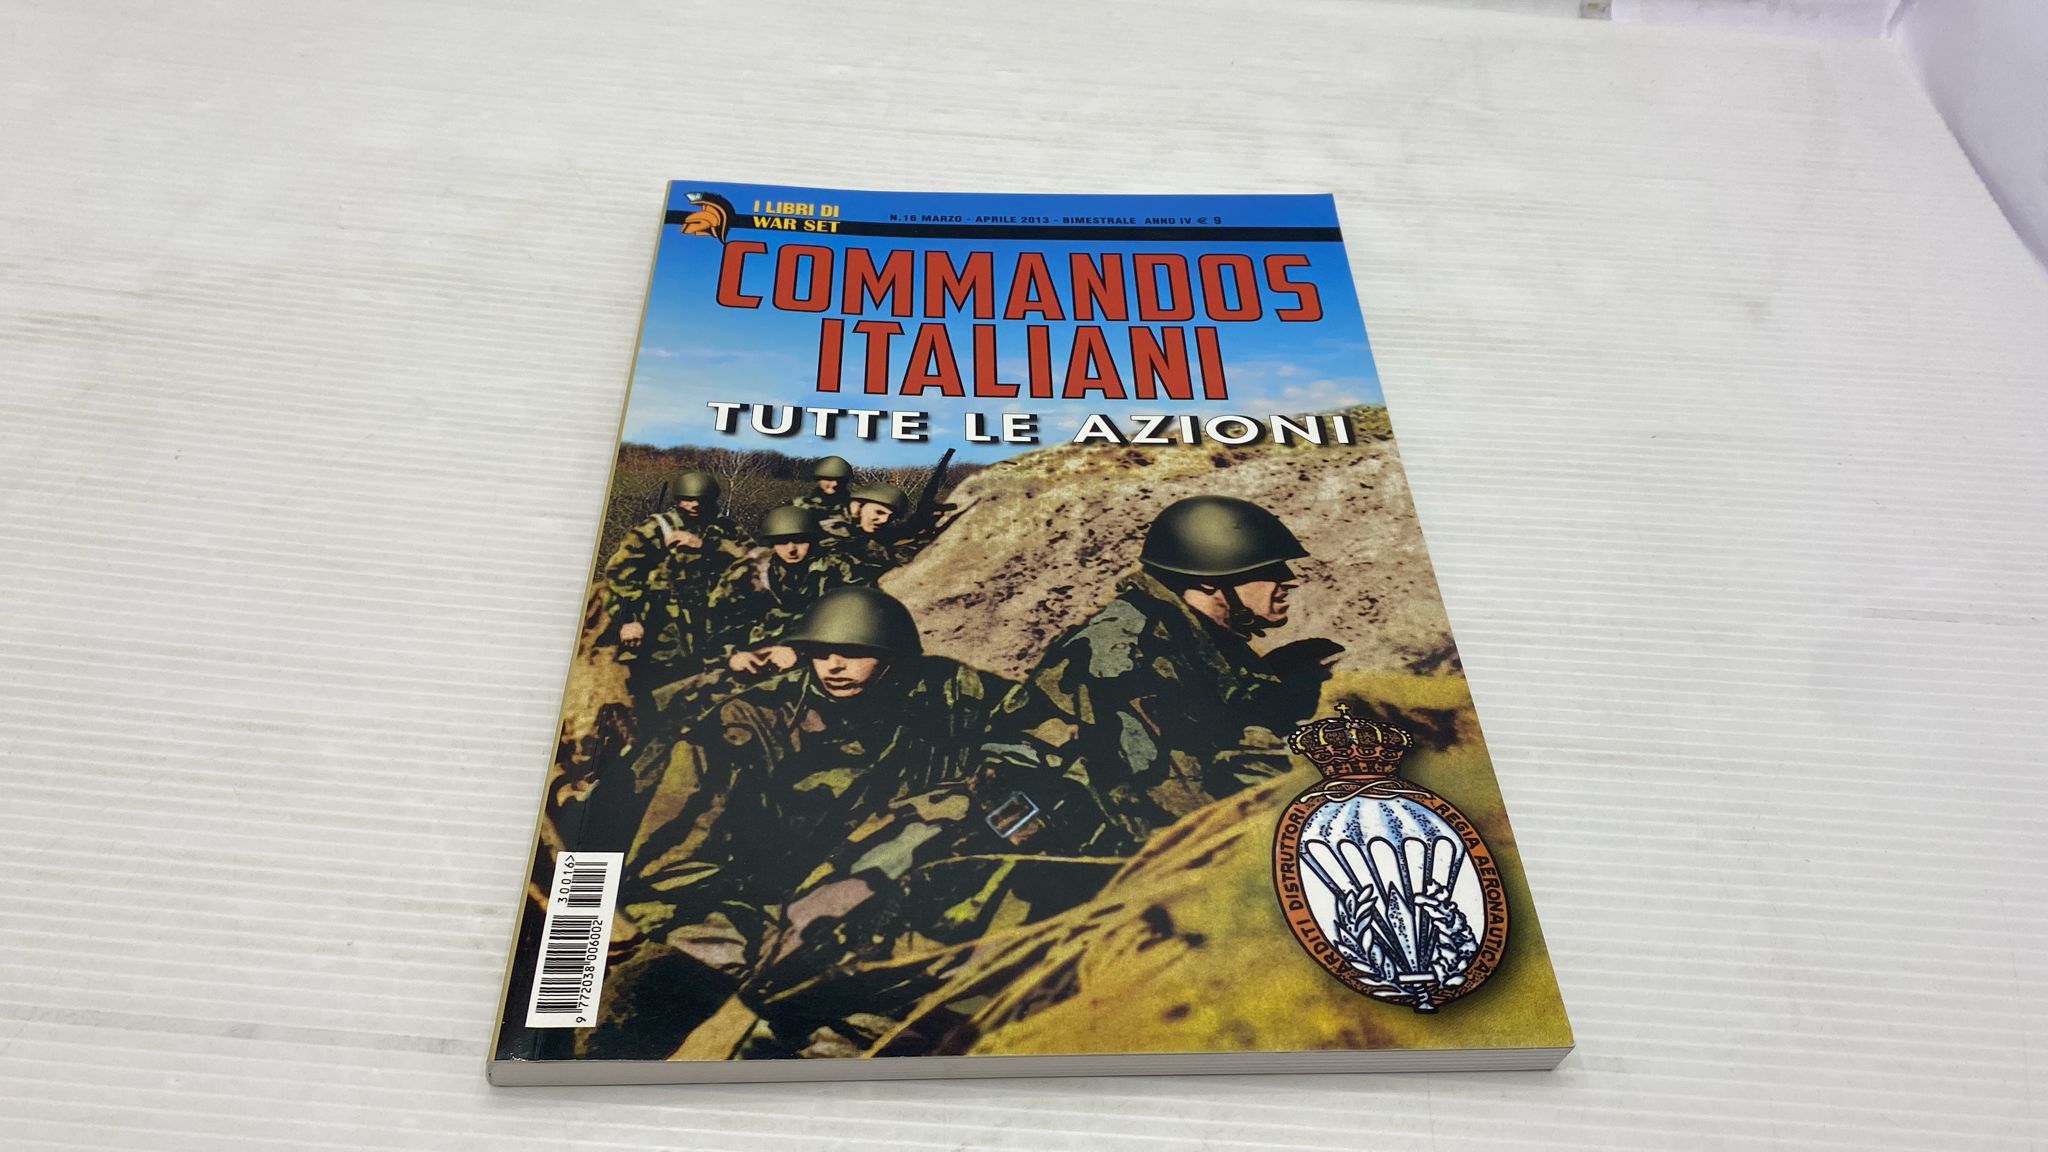 I LIBRI DI
WAR SET
N.16 MARZO - APRILE 2013 - BIMESTRALE ANNO IV € 9
COMMANDOS
ITALIANI
TUTTE LE AZIONI
ARDITI DISTRUTTORI REGIA AERONAUTICA
30016>
9 772038 006002